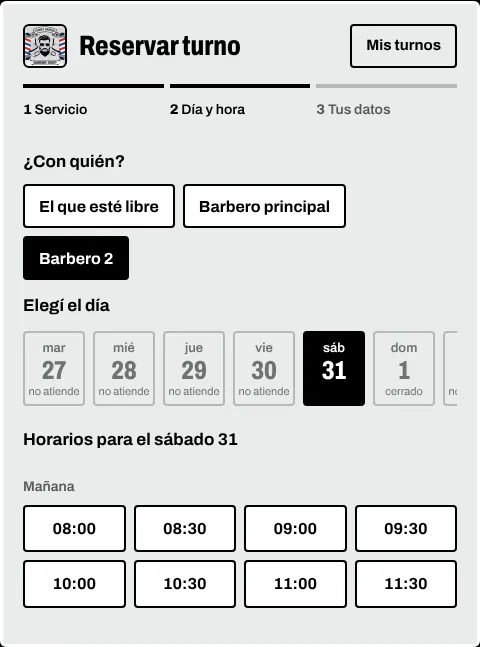 Reservar turno
Mis turnos
1 Servicio
2 Día y hora
3 Tus datos
¿Con quién?
El que esté libre
Barbero principal
Barbero 2
Elegí el día
mar
27
no atiende
mié
28
no atiende
jue
29
no atiende
vie
30
no atiende
sáb
31
dom
1
cerrado
Horarios para el sábado 31
Mañana
08:00
08:30
09:00
09:30
10:00
10:30
11:00
11:30